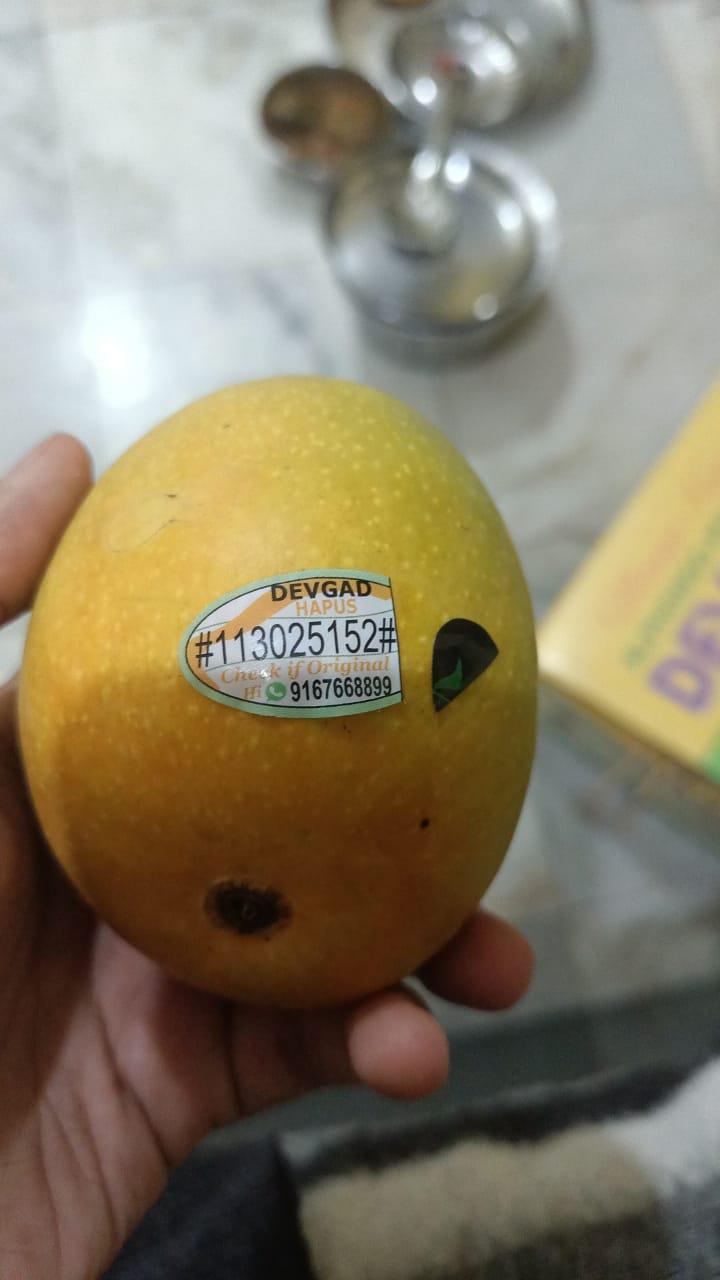 DEVGAD
HAPUS
#113025152#
Check if Original
Hi 9167668899